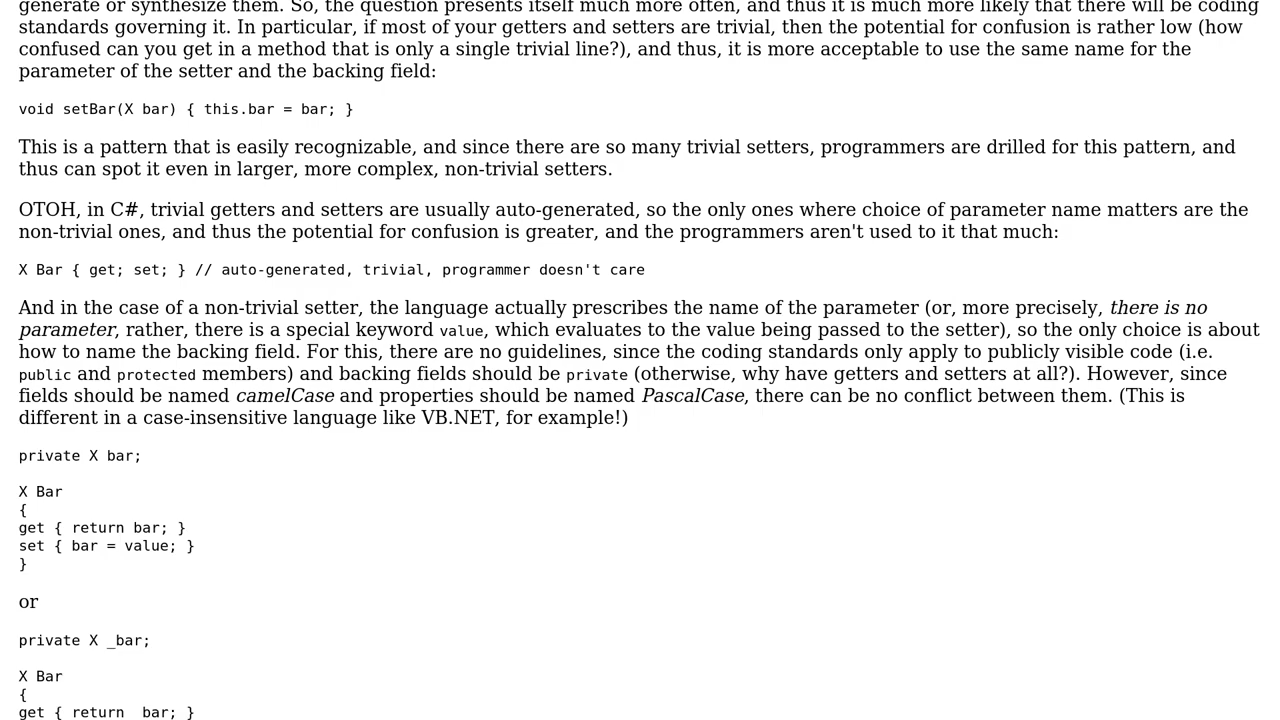 generate or synthesize them. So, the question presents itself much more often, and thus it is much more likely that there will be coding
standards governing it. In particular, if most of your getters and setters are trivial, then the potential for confusion is rather low (how
confused can you get in a method that is only a single trivial line?), and thus, it is more acceptable to use the same name for the
parameter of the setter and the backing field:
void setBar(X bar) { this.bar = bar; }
This is a pattern that is easily recognizable, and since there are so many trivial setters, programmers are drilled for this pattern, and
thus can spot it even in larger, more complex, non-trivial setters.
OTOH, in C#, trivial getters and setters are usually auto-generated, so the only ones where choice of parameter name matters are the
non-trivial ones, and thus the potential for confusion is greater, and the programmers aren't used to it that much:
X Bar { get; set; } // auto-generated, trivial, programmer doesn't care
And in the case of a non-trivial setter, the language actually prescribes the name of the parameter (or, more precisely, there is no
parameter, rather, there is a special keyword value, which evaluates to the value being passed to the setter), so the only choice is about
how to name the backing field. For this, there are no guidelines, since the coding standards only apply to publicly visible code (i.e.
public and protected members) and backing fields should be private (otherwise, why have getters and setters at all?). However, since
fields should be named camelCase and properties should be named PascalCase, there can be no conflict between them. (This is
different in a case-insensitive language like VB.NET, for example!)
private X bar;
X Bar
{
get { return bar; }
set { bar = value; }
}
or
private X _bar;
X Bar
{
get { return  bar; }